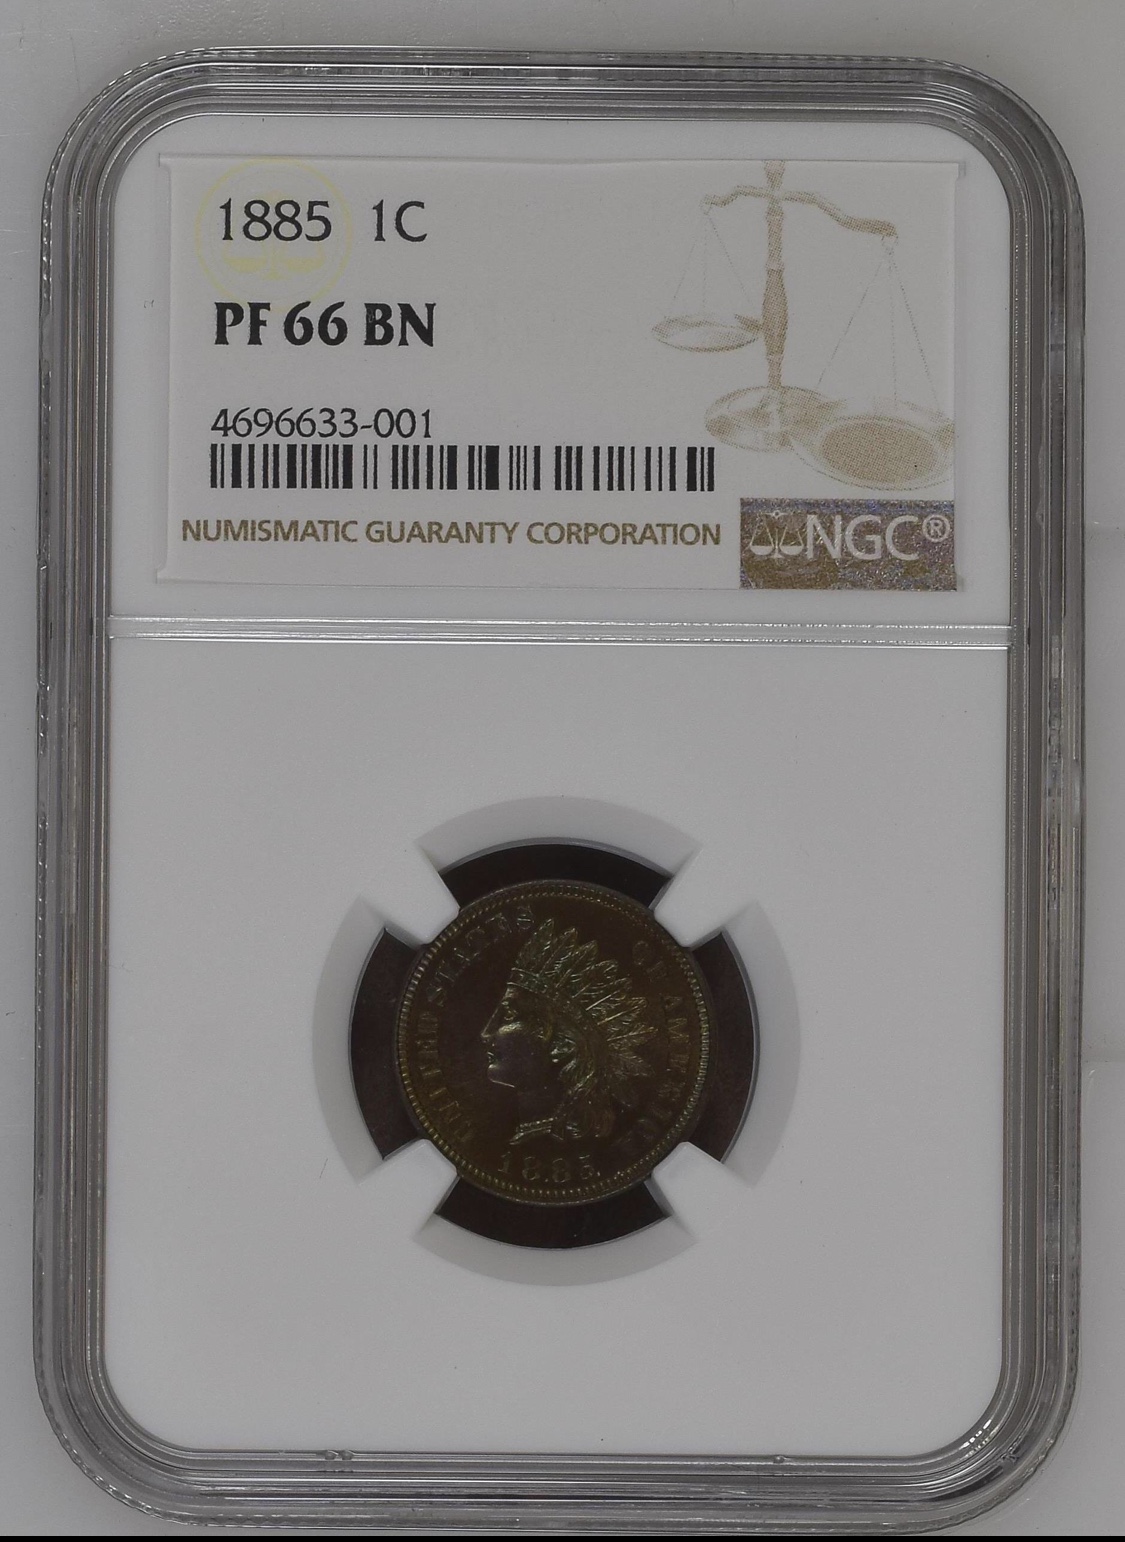 1885 1C
PF 66 BN
4696633-001
NUMISMATIC GUARANTY CORPORATION
NGC®
UNITED STATES OF AMERICA
1885